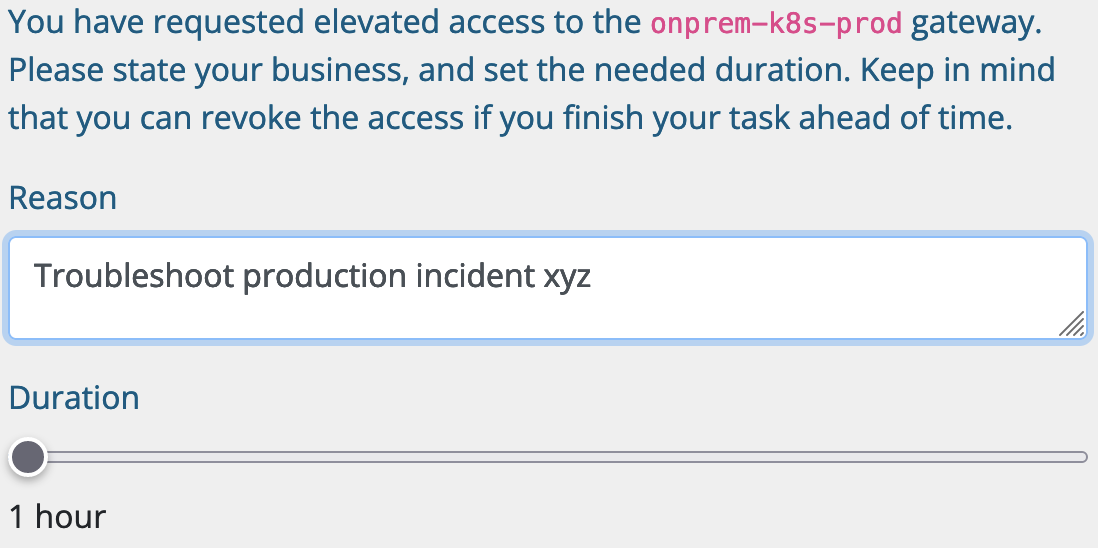 You have requested elevated access to the onprem-k8s-prod gateway.
Please state your business, and set the needed duration. Keep in mind
that you can revoke the access if you finish your task ahead of time.
Reason
Troubleshoot production incident xyz
Duration
1 hour